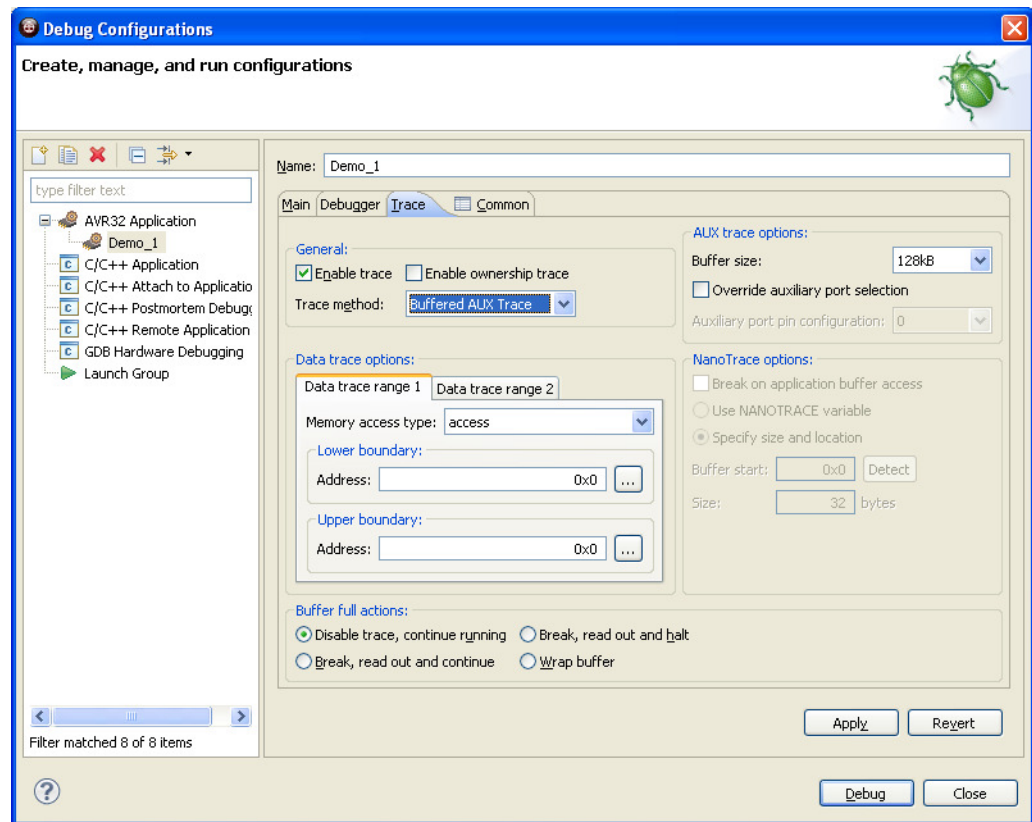 Debug Configurations
Create, manage, and run configurations
type filter text
AVR32 Application
Demo_1
C/C++ Application
C/C++ Attach to Applicatio
C/C++ Postmortem Debugg
C/C++ Remote Application
GDB Hardware Debugging
Launch Group
Filter matched 8 of 8 items
Name: Demo_1
Main Debugger Trace Common
General:
Enable trace Enable ownership trace
Trace method: Buffered AUX Trace
AUX trace options:
Buffer size: 128kB
Override auxiliary port selection
Auxiliary port pin configuration: 0
Data trace options:
Data trace range 1 Data trace range 2
Memory access type: access
Lower boundary:
Address: 0x0 ...
Upper boundary:
Address: 0x0 ...
NanoTrace options:
Break on application buffer access
Use NANOTRACE variable
Specify size and location
Buffer start: 0x0 Detect
Size: 32 bytes
Buffer full actions:
Disable trace, continue running Break, read out and halt
Break, read out and continue Wrap buffer
Apply Revert
? Debug Close